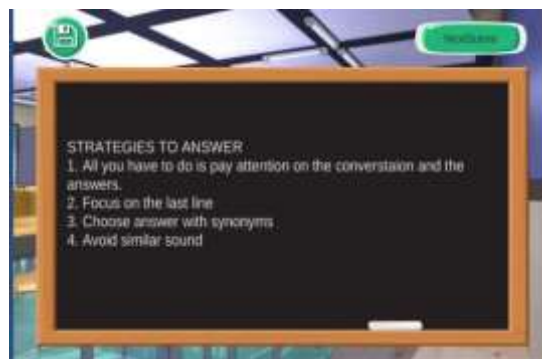 STRATEGIES TO ANSWER
1. All you have to do is pay attention on the converstaion and the
answers.
2. Focus on the last line
3. Choose answer with synonyms
4. Avoid similar sound